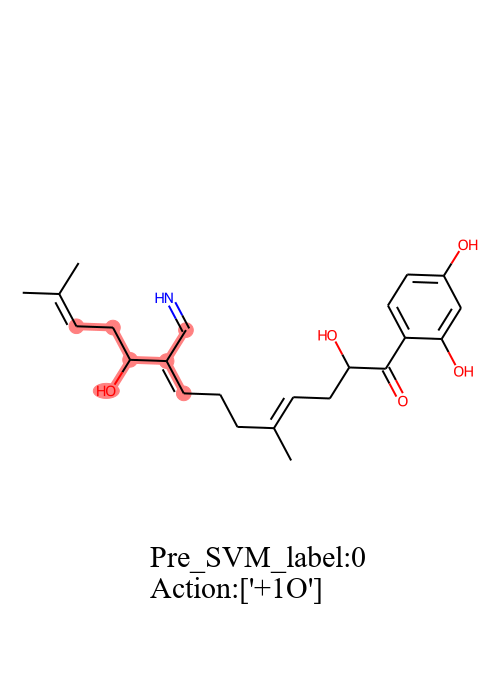 OH
HN
HO
OH
O
HO
Pre_SVM_label:0
Action:['+1O']